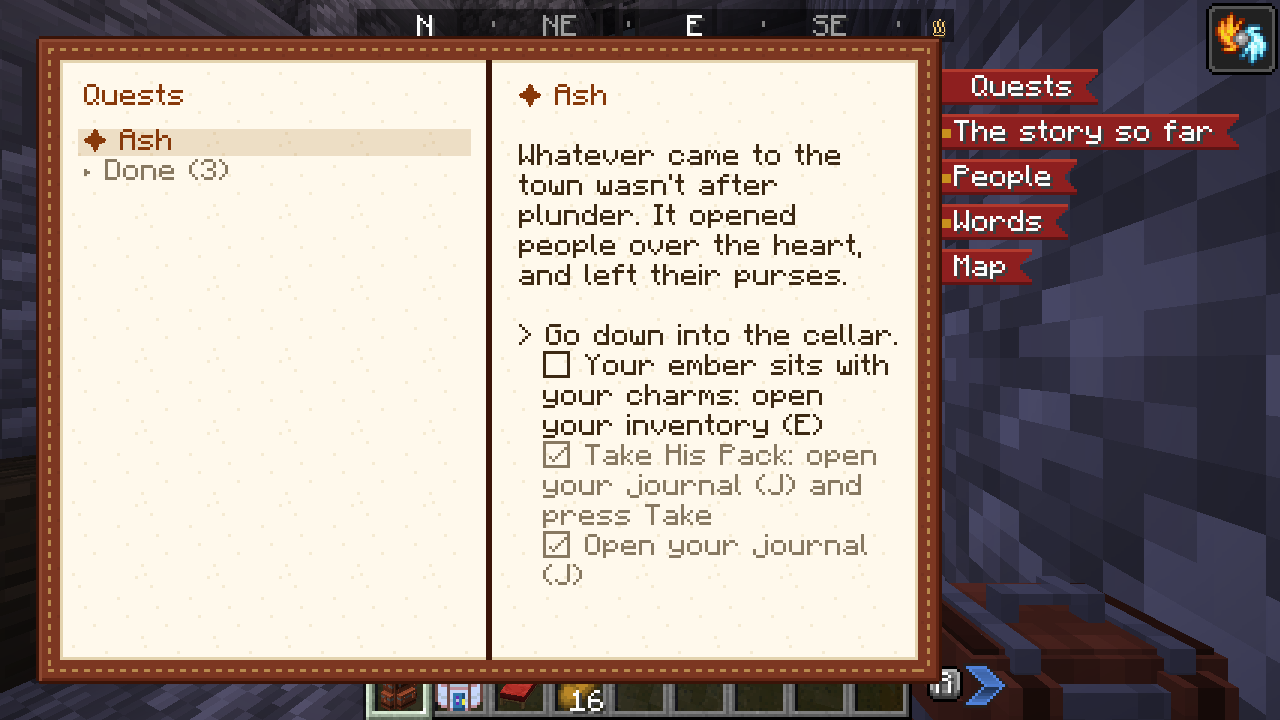 N · NE · E · SE ·
Quests
Ash
Done (3)
Ash
Whatever came to the
town wasn't after
plunder. It opened
people over the heart,
and left their purses.
> Go down into the cellar.
Your ember sits with
your charms: open
your inventory (E)
Take His Pack: open
your journal (J) and
press Take
Open your journal
(J)
Quests
The story so far
People
Words
Map
16